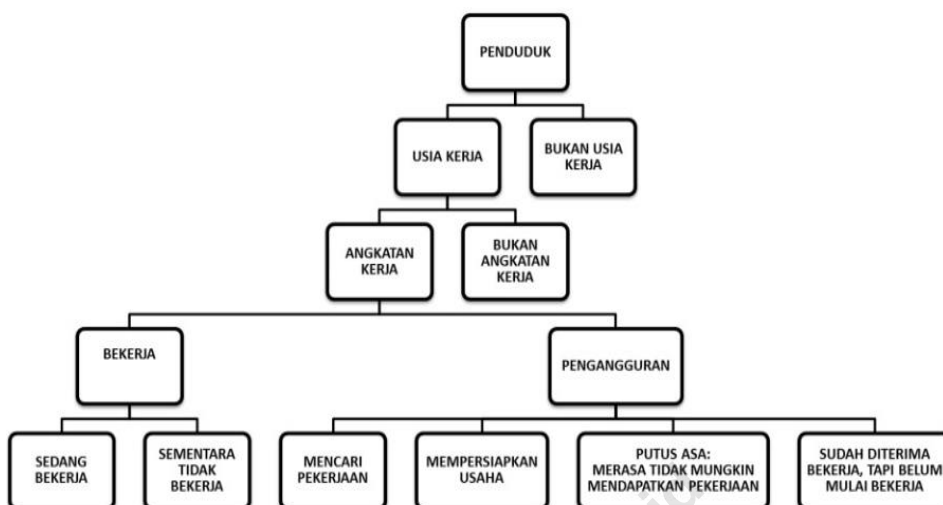 PENDUDUK
USIA KERJA
BUKAN USIA
KERJA
ANGKATAN
KERJA
BUKAN
ANGKATAN
KERJA
BEKERJA
PENGANGGURAN
SEDANG
BEKERJA
SEMENTARA
TIDAK
BEKERJA
MENCARI
PEKERJAAN
MEMPERSIAPKAN
USAHA
PUTUS ASA:
MERASA TIDAK MUNGKIN
MENDAPATKAN PEKERJAAN
SUDAH DITERIMA
BEKERJA, TAPI BELUM
MULAI BEKERJA